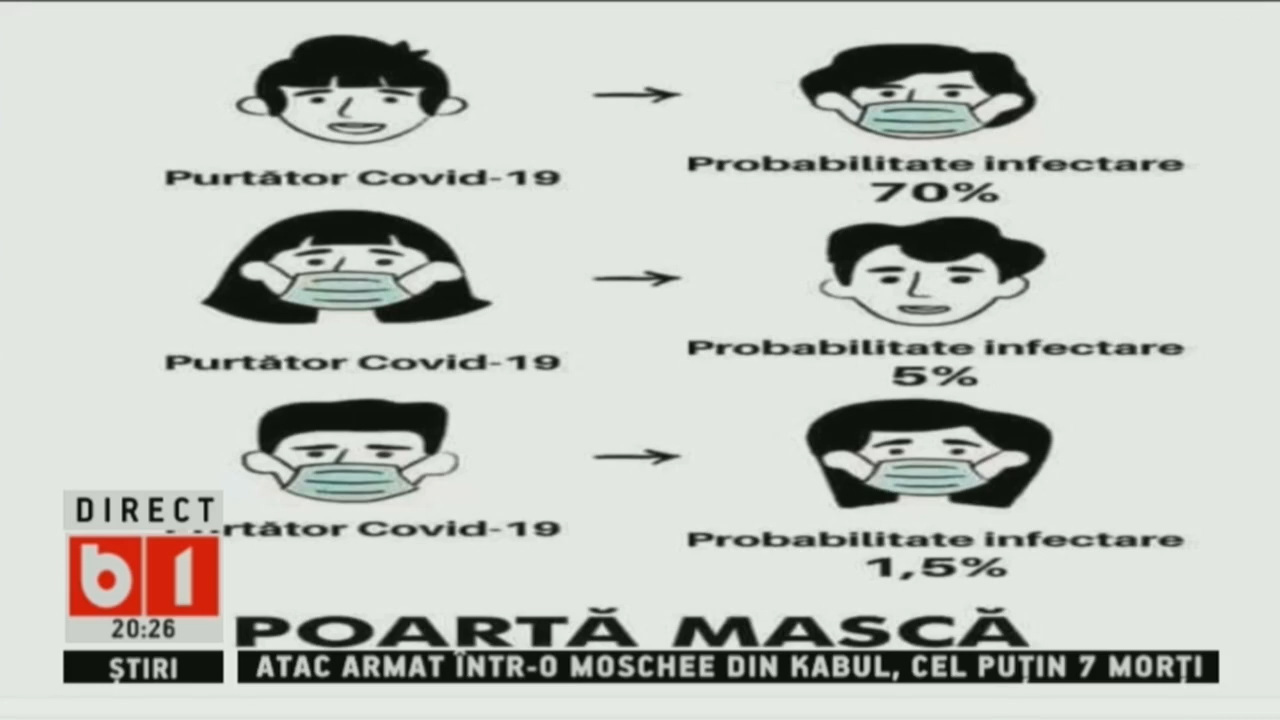 Purtător Covid-19
Probabilitate infectare
70%
Purtător Covid-19
Probabilitate infectare
5%
rtător Covid-19
Probabilitate infectare
1,5%
POARTĂ MASCĂ
DIRECT
b1
20:26
ȘTIRI
ATAC ARMAT ÎNTR-O MOSCHEE DIN KABUL, CEL PUȚIN 7 MORȚI